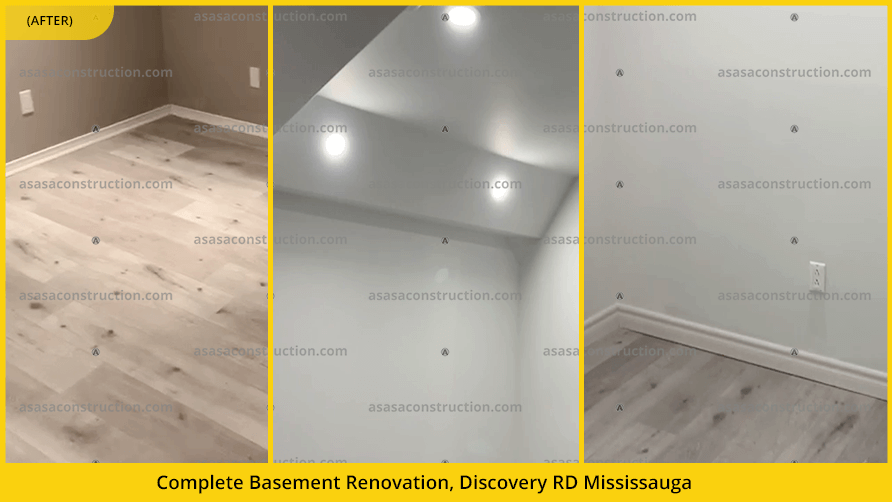 (AFTER)
asasaconstruction.com
Complete Basement Renovation, Discovery RD Mississauga